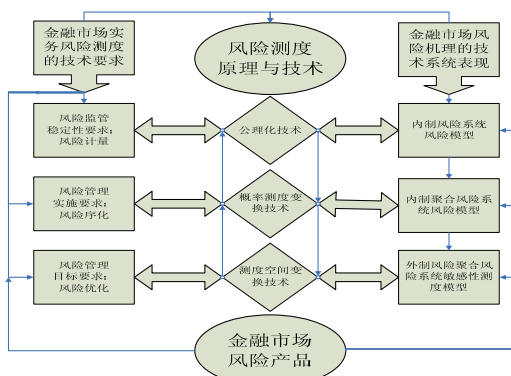 金融市场实
务风险测度
的技术要求
风险测度
原理与技术
金融市场风
险机理的技
术系统表现
风险监管
稳定性要求:
风险计量
公理化技术
内制风险系统
风险模型
风险管理
实施要求:
风险序化
概率测度变
换技术
内制聚合风险系
统风险模型
风险管理
目标要求:
风险优化
测度空间变
换技术
外制风险聚合风
险系统敏感性测
度模型
金融市场
风险产品